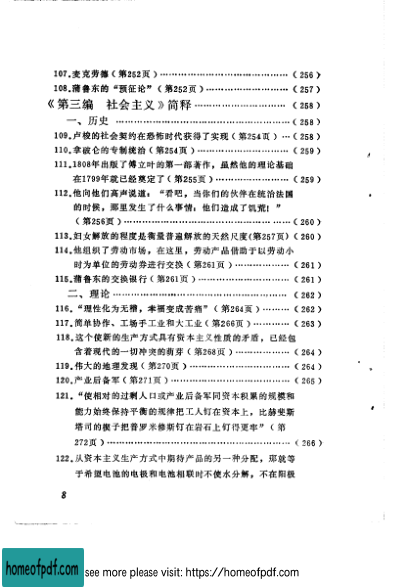 107.麦克劳德（第252页）…………………………………（256）
108.蒲鲁东的“预征论”（第252页）……………………（257）
《第三编　社会主义》简释…………………………（258）
一、历史……………………………………………………（258）
109.卢梭的社会契约在恐怖时代获得了实现（第254页）…（258）
110.拿破仑的专制统治（第254页）………………………（259）
111.1808年出版了傅立叶的第一部著作，虽然他的理论基础
在1799年就已经奠定了（第255页）……………………（259）
112.他向他们高声说道：“看吧，当你们的伙伴在统治法国
的时候，那里发生了什么事情：他们造成了饥荒！”
（第256页）………………………………………………（260）
113.妇女解放的程度是衡量普遍解放的天然尺度(第257页)（260）
114.他组织了劳动市场，在这里，劳动产品借助于以劳动小
时为单位的劳动券进行交换（第261页）………………（261）
115.蒲鲁东的交换银行（第261页）………………………（261）
二、理论……………………………………………………（262）
116.“理性化为无稽，幸福变成苦痛”（第264页）………（262）
117.简单协作、工场手工业和大工业（第266页）…………（263）
118.这个使新的生产方式具有资本主义性质的矛盾，已经包
含着现代的一切冲突的萌芽（第268页）………………（264）
119.伟大的地理发现（第270页）…………………………（264）
120.产业后备军（第271页）………………………………（265）
121.“使相对的过剩人口或产业后备军同资本积累的规模和
能力始终保持平衡的规律把工人钉在资本上，比赫斐斯
塔司的楔子把普罗米修斯钉在岩石上钉得更牢”（第
272页）……………………………………………………（266）
122.从资本主义生产方式中期待产品的另一种分配，那就等
于希望电池的电极和电池相联时不使水分解，不在阳极
8
homeofpdf.com
see more please visit: https://homeofpdf.com